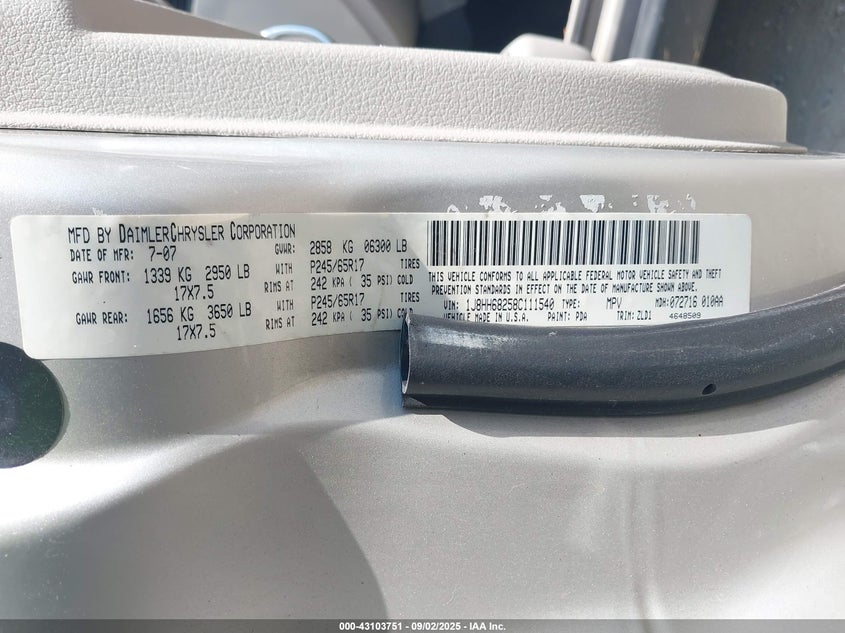 MFD BY DAIMLERCHRYSLER CORPORATION
DATE OF MFR: 7-07 GVWR: 2858 KG 06300 LB
GAWR FRONT: 1339 KG 2950 LB WITH P245/65R17 TIRES
17X7.5 RIMS AT 242 KPA ( 35 PSI) COLD
GAWR REAR: 1656 KG 3650 LB WITH P245/65R17 TIRES
17X7.5 RIMS AT 242 KPA ( 35 PSI) COLD
THIS VEHICLE CONFORMS TO ALL APPLICABLE FEDERAL MOTOR VEHICLE SAFETY AND THEFT
PREVENTION STANDARDS IN EFFECT ON THE DATE OF MANUFACTURE SHOWN ABOVE.
VIN: 1J8HH68258C111540 TYPE: MPV MDH: 072716 010AA
VEHICLE MADE IN U.S.A. PAINT: PDA TRIM: ZLD1 4648509
000-43103751 - 09/02/2025 - IAA Inc.